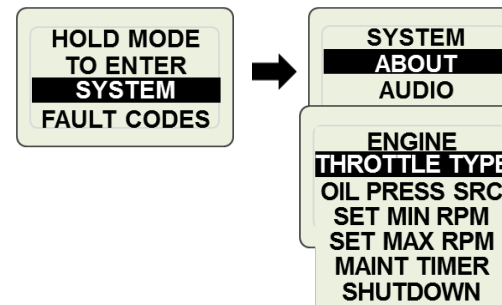 HOLD MODE
TO ENTER
SYSTEM
FAULT CODES
SYSTEM
ABOUT
AUDIO
ENGINE
THROTTLE TYPE
OIL PRESS SRC
SET MIN RPM
SET MAX RPM
MAINT TIMER
SHUTDOWN